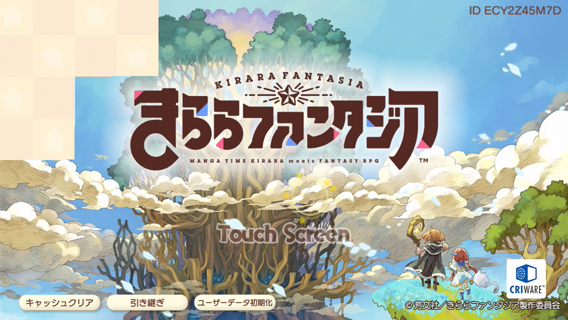 ID ECY2Z45M7D
KIRARA FANTASIA
きららファンタジア
MANGA TIME KIRARA meets FANTASY RPG
TM
Touch Screen
CRIWARE
キャッシュクリア
引き継ぎ
ユーザーデータ初期化
©芳文社／きららファンタジア製作委員会